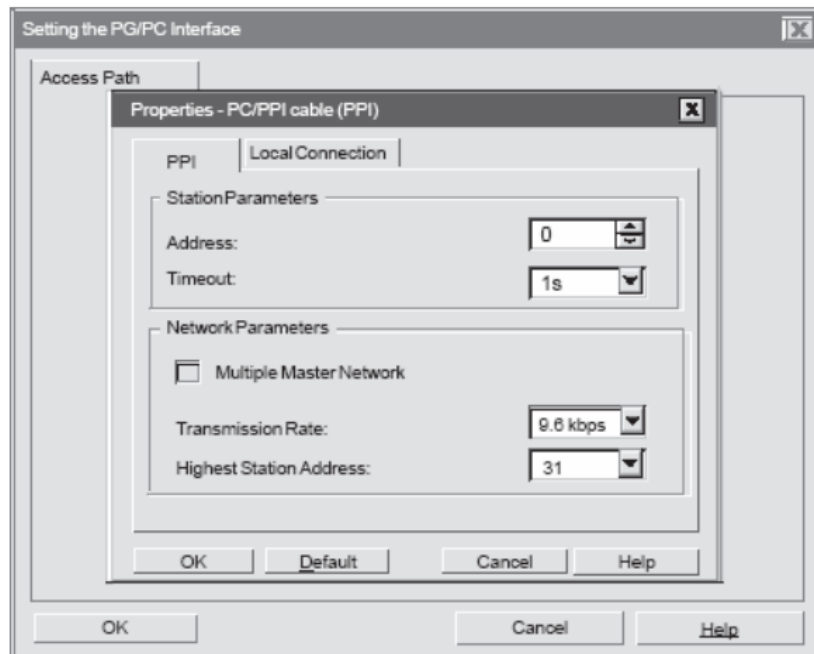 Setting the PG/PC Interface
Access Path
Properties - PC/PPI cable (PPI)
PPI
Local Connection
Station Parameters
Address:
0
Timeout:
1s
Network Parameters
Multiple Master Network
Transmission Rate:
9.6 kbps
Highest Station Address:
31
OK
Default
Cancel
Help
OK
Cancel
Help